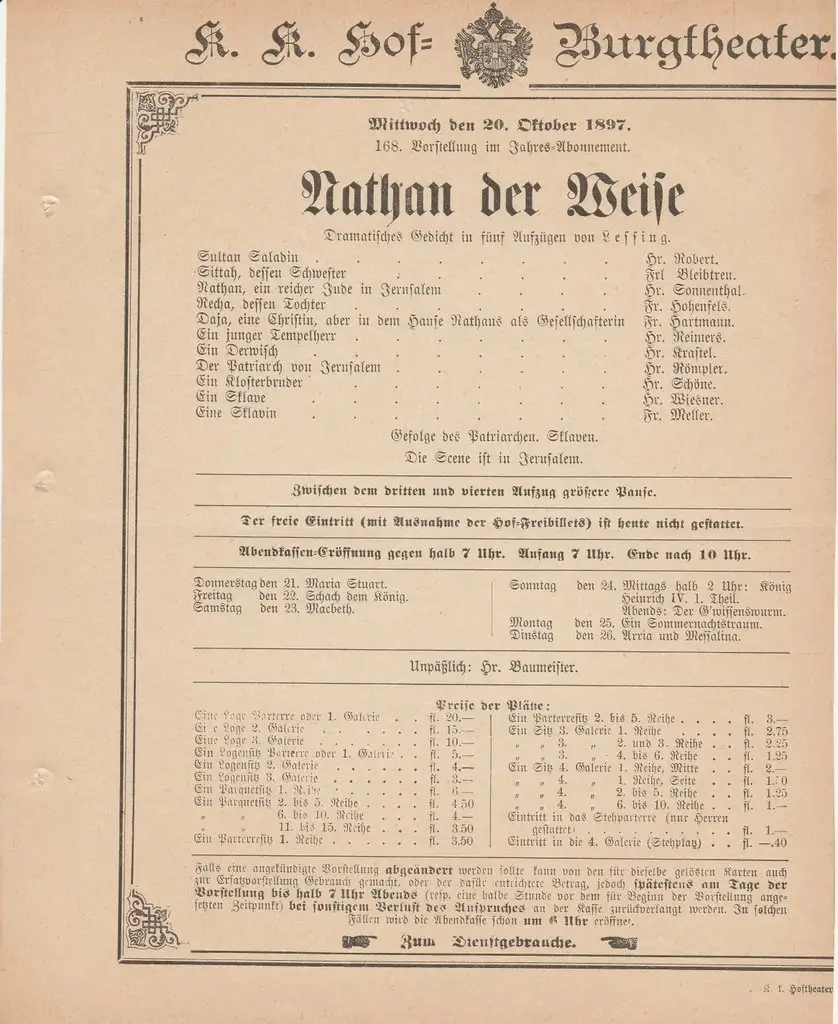 K. K. Hof= Burgtheater.
Mittwoch den 20. Oktober 1897.
168. Vorstellung im Jahres=Abonnement.
Nathan der Weise
Dramatisches Gedicht in fünf Aufzügen von Lessing.
Sultan Saladin . . . . . . . Hr. Robert.
Sittah, dessen Schwester . . . . . Frl Bleibtreu.
Nathan, ein reicher Jude in Jerusalem . . . . Hr. Sonnenthal.
Recha, dessen Tochter . . . . . . Fr. Hohenfels.
Daja, eine Christin, aber in dem Hause Nathans als Gesellschafterin Fr. Hartmann.
Ein junger Tempelherr . . . . . . Hr. Reimers.
Ein Derwisch . . . . . . . Hr. Krastel.
Der Patriarch von Jerusalem . . . . . Hr. Römpler.
Ein Klosterbruder . . . . . . Hr. Schöne.
Ein Sklave . . . . . . . Hr. Wiesner.
Eine Sklavin . . . . . . . Fr. Meller.
Gefolge des Patriarchen. Sklaven.
Die Scene ist in Jerusalem.
Zwischen dem dritten und vierten Aufzug größere Pause.
Der freie Eintritt (mit Ausnahme der Hof=Freibillets) ist heute nicht gestattet.
Abendkassen=Eröffnung gegen halb 7 Uhr. Anfang 7 Uhr. Ende nach 10 Uhr.
Donnerstag den 21. Maria Stuart.
Freitag den 22. Schach dem König.
Samstag den 23. Macbeth.
Sonntag den 24. Mittags halb 2 Uhr: König
Heinrich IV. 1. Theil.
Abends: Der G'wissenswurm.
Montag den 25. Ein Sommernachtstraum.
Dinstag den 26. Arria und Messalina.
Unpäßlich: Hr. Baumeister.
Preise der Plätze:
Eine Loge Parterre oder 1. Galerie . . fl. 20.—
Ei e Loge 2. Galerie . . . . . . fl. 15.—
Eine Loge 3. Galerie . . . . . . fl. 10.—
Ein Logensitz Parterre oder 1. Galerie . . fl. 5.—
Ein Logensitz 2. Galerie . . . . . . fl. 4.—
Ein Logensitz 3. Galerie . . . . . . fl. 3.—
Ein Parquetsitz 1. Reihe . . . . . . fl. 6—
Ein Parquetsitz 2. bis 5. Reihe . . . . fl. 4 50
„ „ 6. bis 10. Reihe . . . . fl. 4.—
„ „ 11. bis 15. Reihe . . . . fl. 3.50
Ein Parterresitz 1. Reihe . . . . . . fl. 3.50
Ein Parterresitz 2. bis 5. Reihe . . . . fl. 3.—
Ein Sitz 3. Galerie 1. Reihe . . . . fl. 2.75
„ „ 3. „ 2. und 3. Reihe . . fl. 2.25
„ „ 3. „ 4. bis 6. Reihe . . fl. 1.25
Ein Sitz 4. Galerie 1. Reihe, Mitte . . fl. 2.—
„ „ 4. „ 1. Reihe, Seite . . fl. 1.50
„ „ 4. „ 2. bis 5. Reihe . . fl. 1.25
„ „ 4. „ 6. bis 10. Reihe . . fl. 1.—
Eintritt in das Stehparterre (nur Herren
gestattet) . . . . . . . . . fl. 1.—
Eintritt in die 4. Galerie (Stehplatz) . . fl. —.40
Falls eine angekündigte Vorstellung abgeändert werden sollte kann von den für dieselbe gelösten Karten auch
zur Ersatzvorstellung Gebrauch gemacht, oder der dafür entrichtete Betrag, jedoch spätestens am Tage der
Vorstellung bis halb 7 Uhr Abends (resp. eine halbe Stunde vor dem für Beginn der Vorstellung ange=
setzten Zeitpunkt) bei sonstigem Verlust des Anspruches an der Kasse zurückverlangt werden. In solchen
Fällen wird die Abendkasse schon um 6 Uhr eröffnet.
Zum Dienstgebrauche.
K. k. Hoftheater